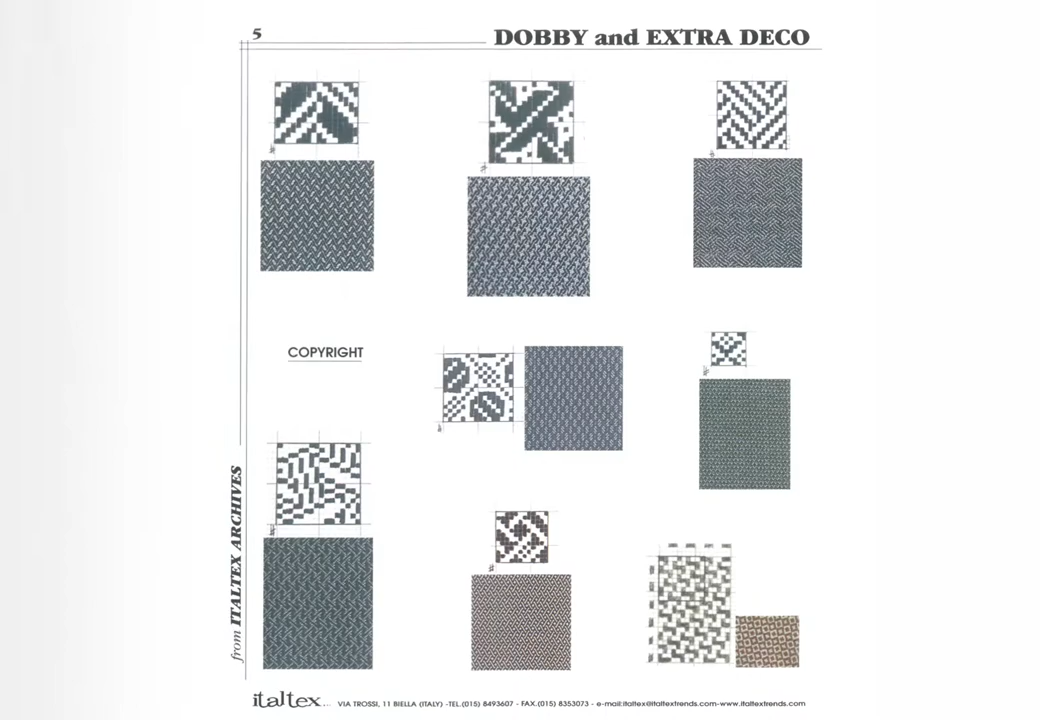 5
DOBBY and EXTRA DECO
COPYRIGHT
from ITALTEX ARCHIVES
italtex... VIA TROSSI, 11 BIELLA (ITALY) -TEL.(015) 8493607 - FAX.(015) 8353073 - e-mail:italtex@italtextrends.com-www.italtextrends.com